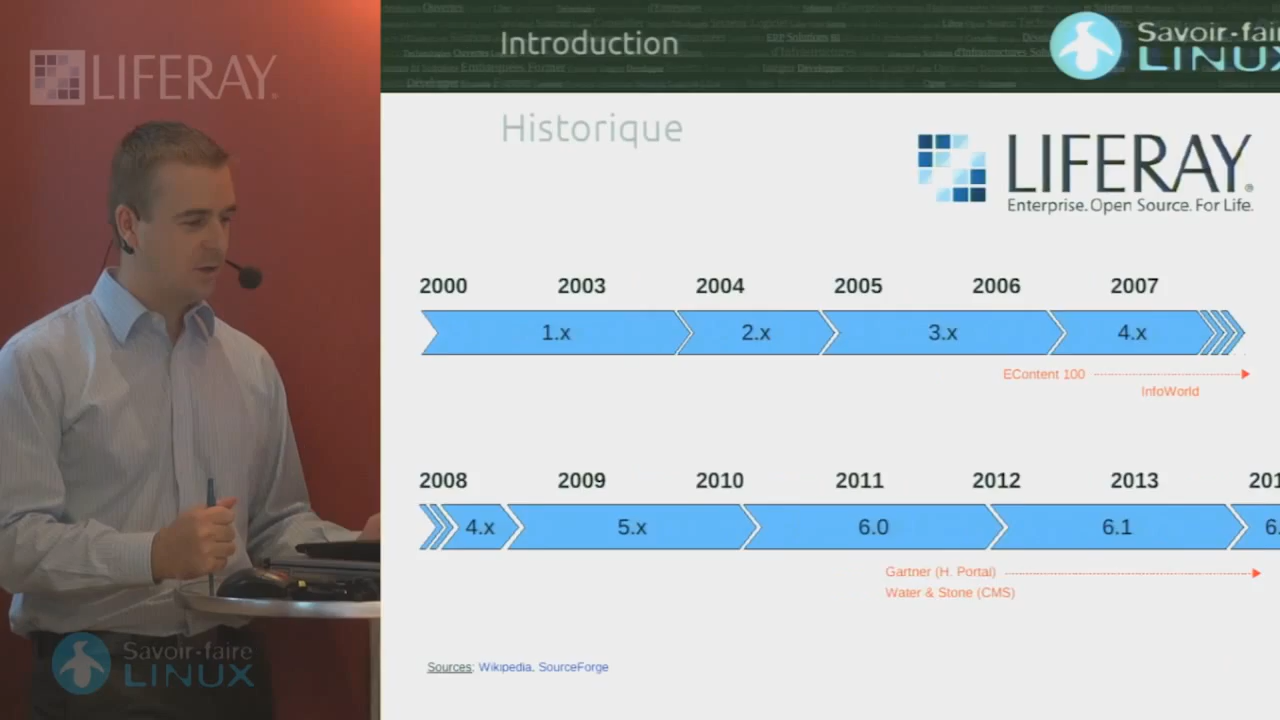 LIFERAY.
Introduction
Savoir-faire
LINUX
Historique
LIFERAY.
Enterprise. Open Source. For Life.
2000 2003 2004 2005 2006 2007
1.x 2.x 3.x 4.x
EContent 100
InfoWorld
2008 2009 2010 2011 2012 2013 201
4.x 5.x 6.0 6.1 6.
Gartner (H. Portal)
Water & Stone (CMS)
Sources: Wikipedia, SourceForge
Savoir-faire
LINUX